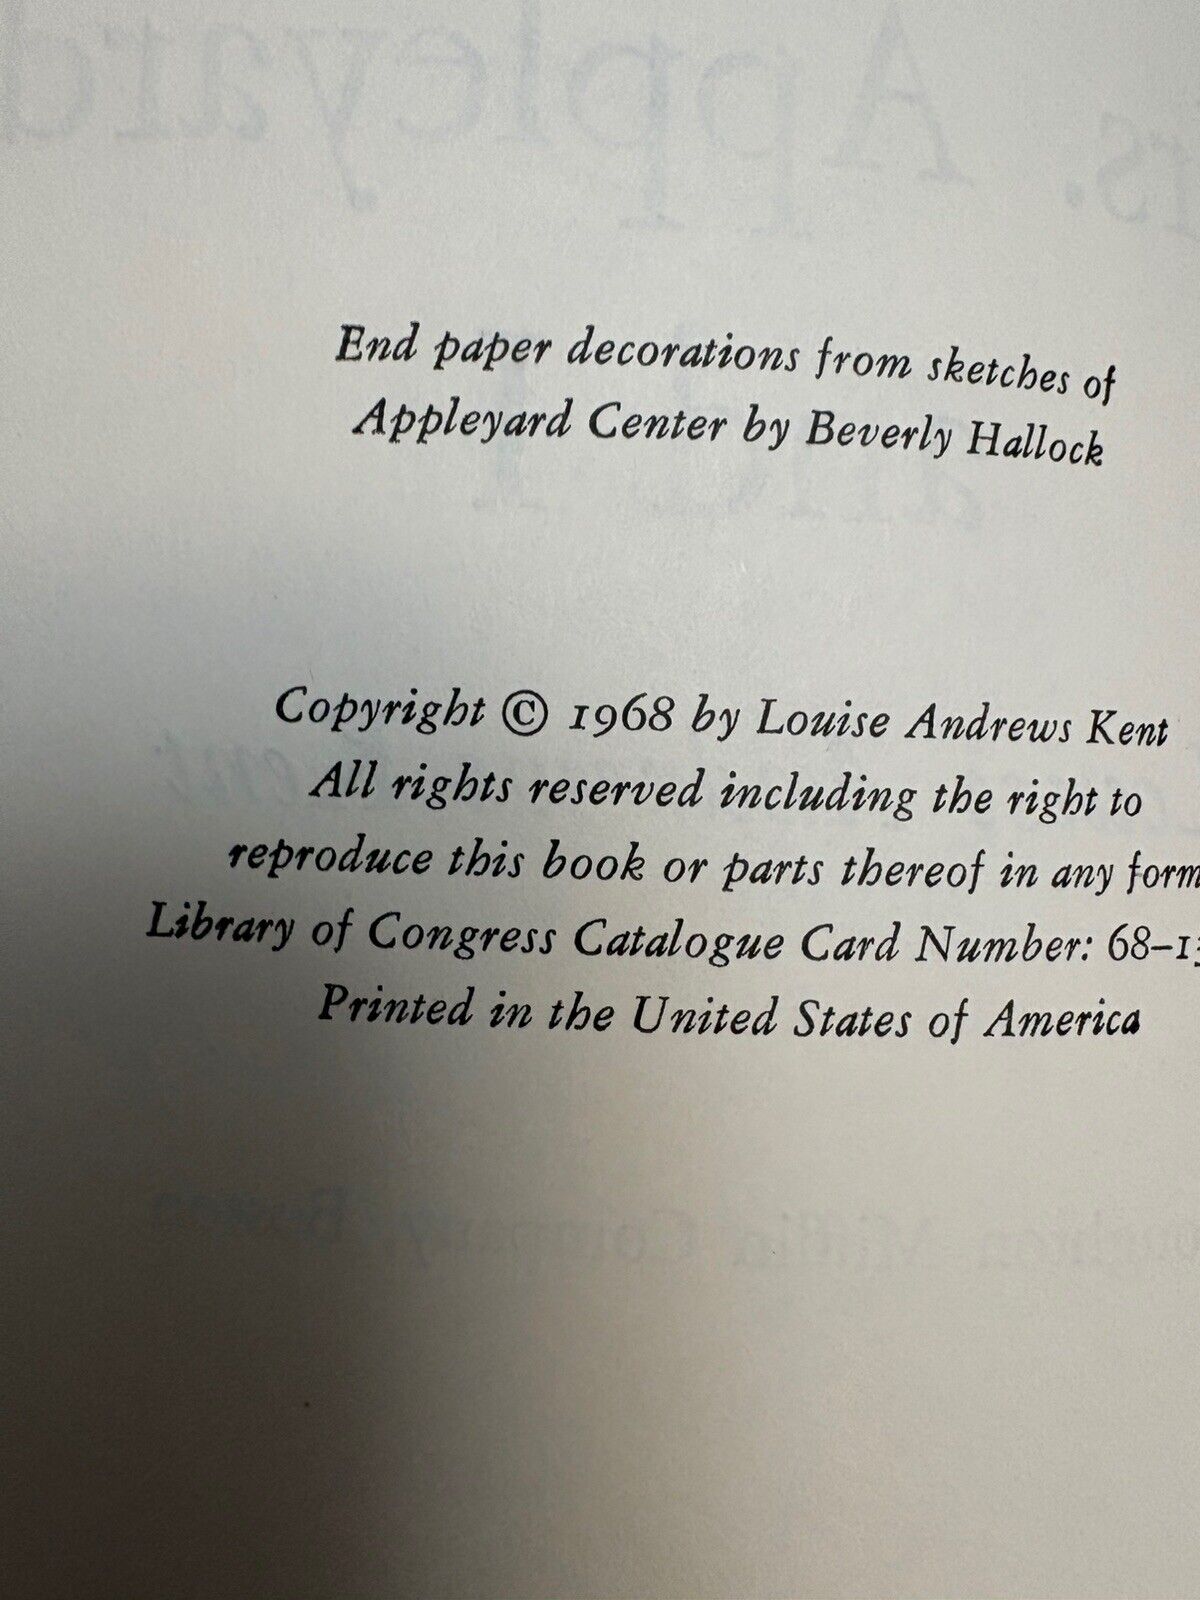 End paper decorations from sketches of
Appleyard Center by Beverly Hallock
Copyright © 1968 by Louise Andrews Kent
All rights reserved including the right to
reproduce this book or parts thereof in any form
Library of Congress Catalogue Card Number: 68-13
Printed in the United States of America